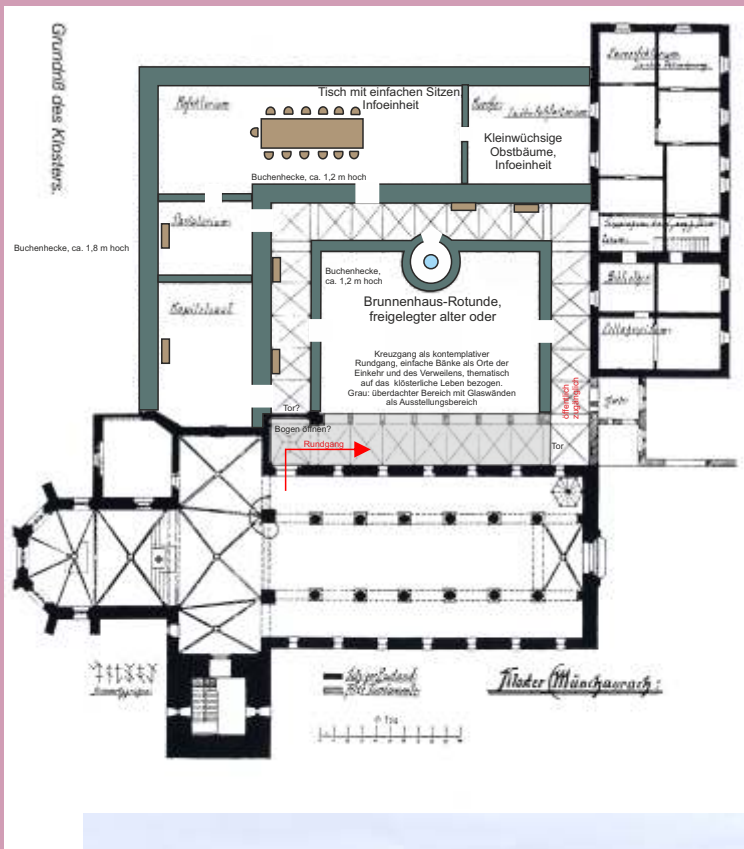 Grundriß des Klosters.
Refektorium
Tisch mit einfachen Sitzen,
Infoeinheit
Kleinwüchsige
Obstbäume,
Infoeinheit
Buchenhecke, ca. 1,2 m hoch
Buchenhecke, ca. 1,8 m hoch
Kapitelsaal
Buchenhecke,
ca. 1,2 m hoch
Brunnenhaus-Rotunde,
freigelegter alter oder
Kreuzgang als kontemplativer
Rundgang, einfache Bänke als Orte der
Einkehr und des Verweilens, thematisch
auf das klösterliche Leben bezogen.
Grau: überdachter Bereich mit Glaswänden
als Ausstellungsbereich
öffentlich
zugänglich
Tor?
Bogen öffnen?
Rundgang
Tor
Kloster Münchaurach: